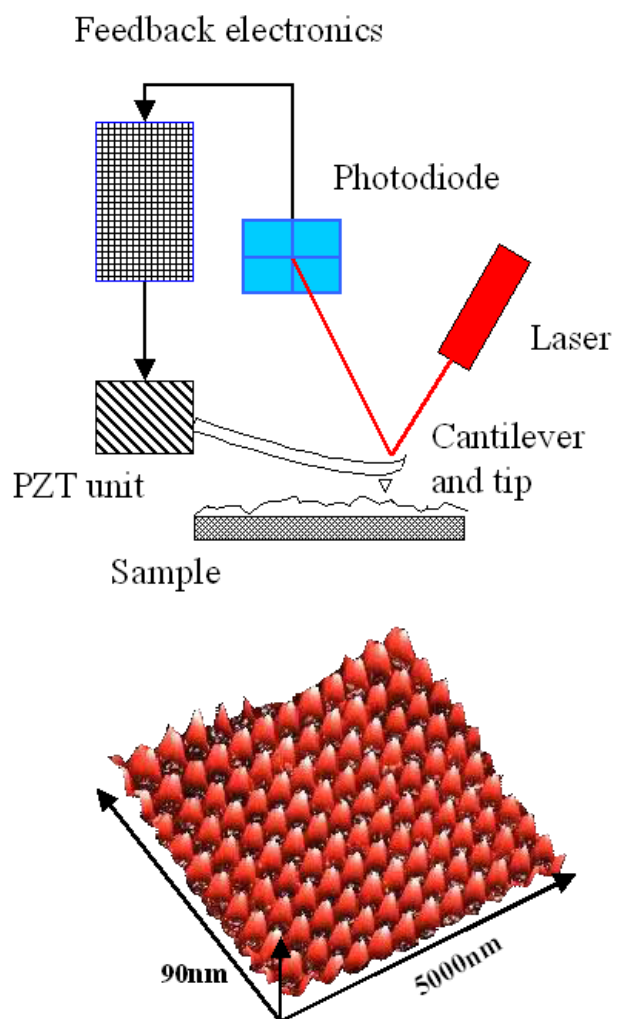 Feedback electronics
Photodiode
Laser
Cantilever
and tip
PZT unit
Sample
90nm
5000nm